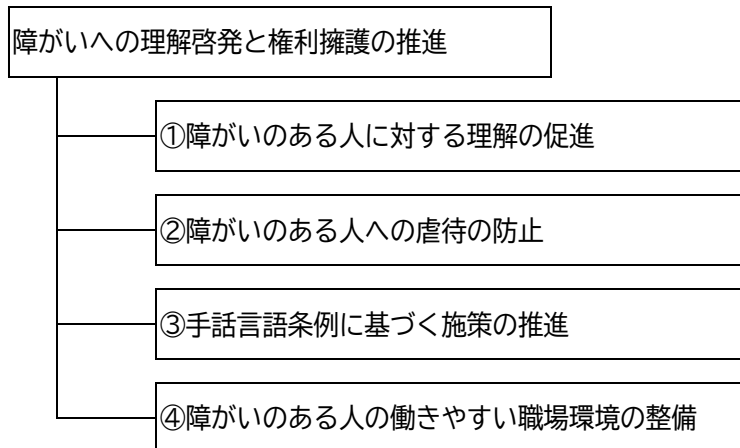 障がいへの理解啓発と権利擁護の推進
①障がいのある人に対する理解の促進
②障がいのある人への虐待の防止
③手話言語条例に基づく施策の推進
④障がいのある人の働きやすい職場環境の整備